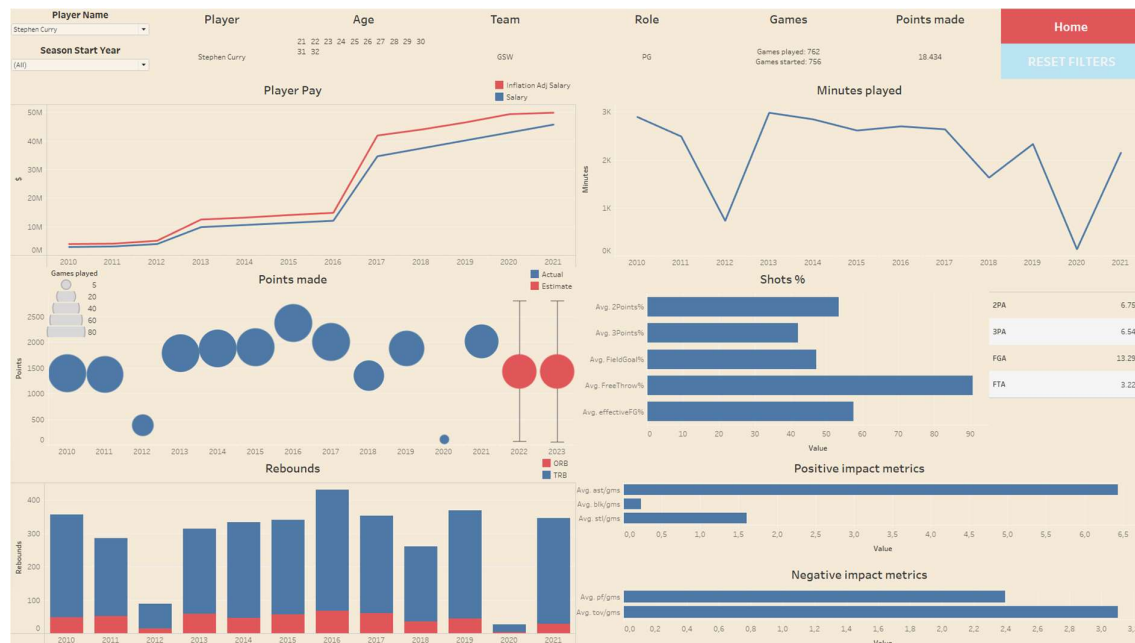 Player Name
Stephen Curry
Season Start Year
(All)
Player
Stephen Curry
Age
21 22 23 24 25 26 27 28 29 30
31 32
Team
GSW
Role
PG
Games
Games played: 762
Games started: 756
Points made
18.434
Home
RESET FILTERS
Player Pay
Inflation Adj Salary
Salary
50M
40M
30M
20M
10M
0M
$
2010 2011 2012 2013 2014 2015 2016 2017 2018 2019 2020 2021
Minutes played
3K
2K
1K
0K
Minutes
2010 2011 2012 2013 2014 2015 2016 2017 2018 2019 2020 2021
Games played
5
20
40
60
80
Points made
Actual
Estimate
2500
2000
1500
1000
500
0
Points
2010 2011 2012 2013 2014 2015 2016 2017 2018 2019 2020 2021 2022 2023
Shots %
Avg. 2Points%
Avg. 3Points%
Avg. FieldGoal%
Avg. FreeThrow%
Avg. effectiveFG%
0 10 20 30 40 50 60 70 80 90
Value
2PA 6.75
3PA 6.54
FGA 13.29
FTA 3.22
Rebounds
ORB
TRB
400
300
200
100
0
Rebounds
2010 2011 2012 2013 2014 2015 2016 2017 2018 2019 2020 2021
Positive impact metrics
Avg. ast/gms
Avg. blk/gms
Avg. stl/gms
0,0 0,5 1,0 1,5 2,0 2,5 3,0 3,5 4,0 4,5 5,0 5,5 6,0 6,5
Value
Negative impact metrics
Avg. pf/gms
Avg. tov/gms
0,0 0,2 0,4 0,6 0,8 1,0 1,2 1,4 1,6 1,8 2,0 2,2 2,4 2,6 2,8 3,0 3,
Value